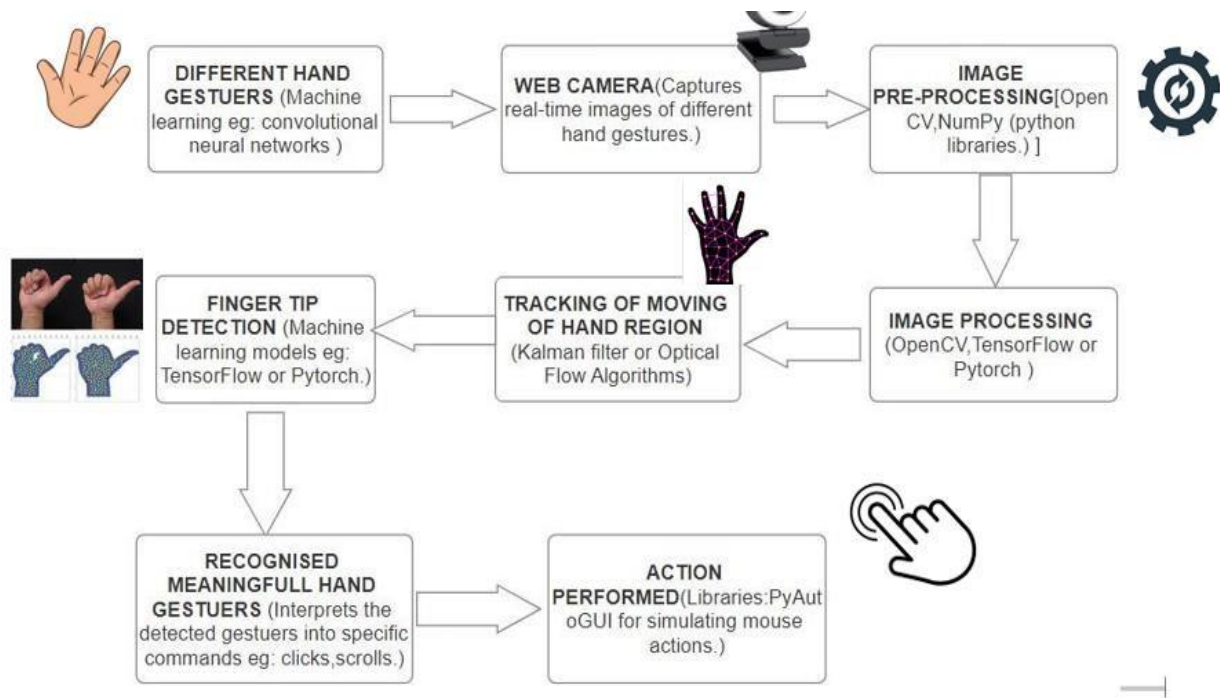 DIFFERENT HAND
GESTUERS (Machine
learning eg: convolutional
neural networks )
WEB CAMERA(Captures
real-time images of different
hand gestures.)
IMAGE
PRE-PROCESSING[Open
CV,NumPy (python
libraries.) ]
IMAGE PROCESSING
(OpenCV,TensorFlow or
Pytorch )
TRACKING OF MOVING
OF HAND REGION
(Kalman filter or Optical
Flow Algorithms)
FINGER TIP
DETECTION (Machine
learning models eg:
TensorFlow or Pytorch.)
RECOGNISED
MEANINGFULL HAND
GESTUERS (Interprets the
detected gestuers into specific
commands eg: clicks,scrolls.)
ACTION
PERFORMED(Libraries:PyAut
oGUI for simulating mouse
actions.)